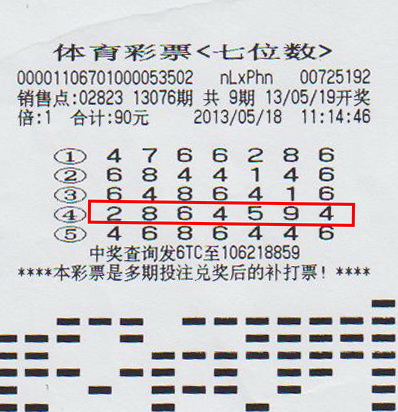 体育彩票<七位数>
00001106701000053502 nLxPhn 00725192
销售点:02823 13076期 共 9期 13/05/19开奖
倍:1 合计:90元 2013/05/18 11:14:46
① 4 7 6 6 2 8 6
② 6 8 4 4 1 4 6
③ 6 4 8 6 4 1 6
④ 2 8 6 4 5 9 4
⑤ 4 6 8 6 4 4 6
中奖查询发6TC至106218859
****本彩票是多期投注兑奖后的补打票!****